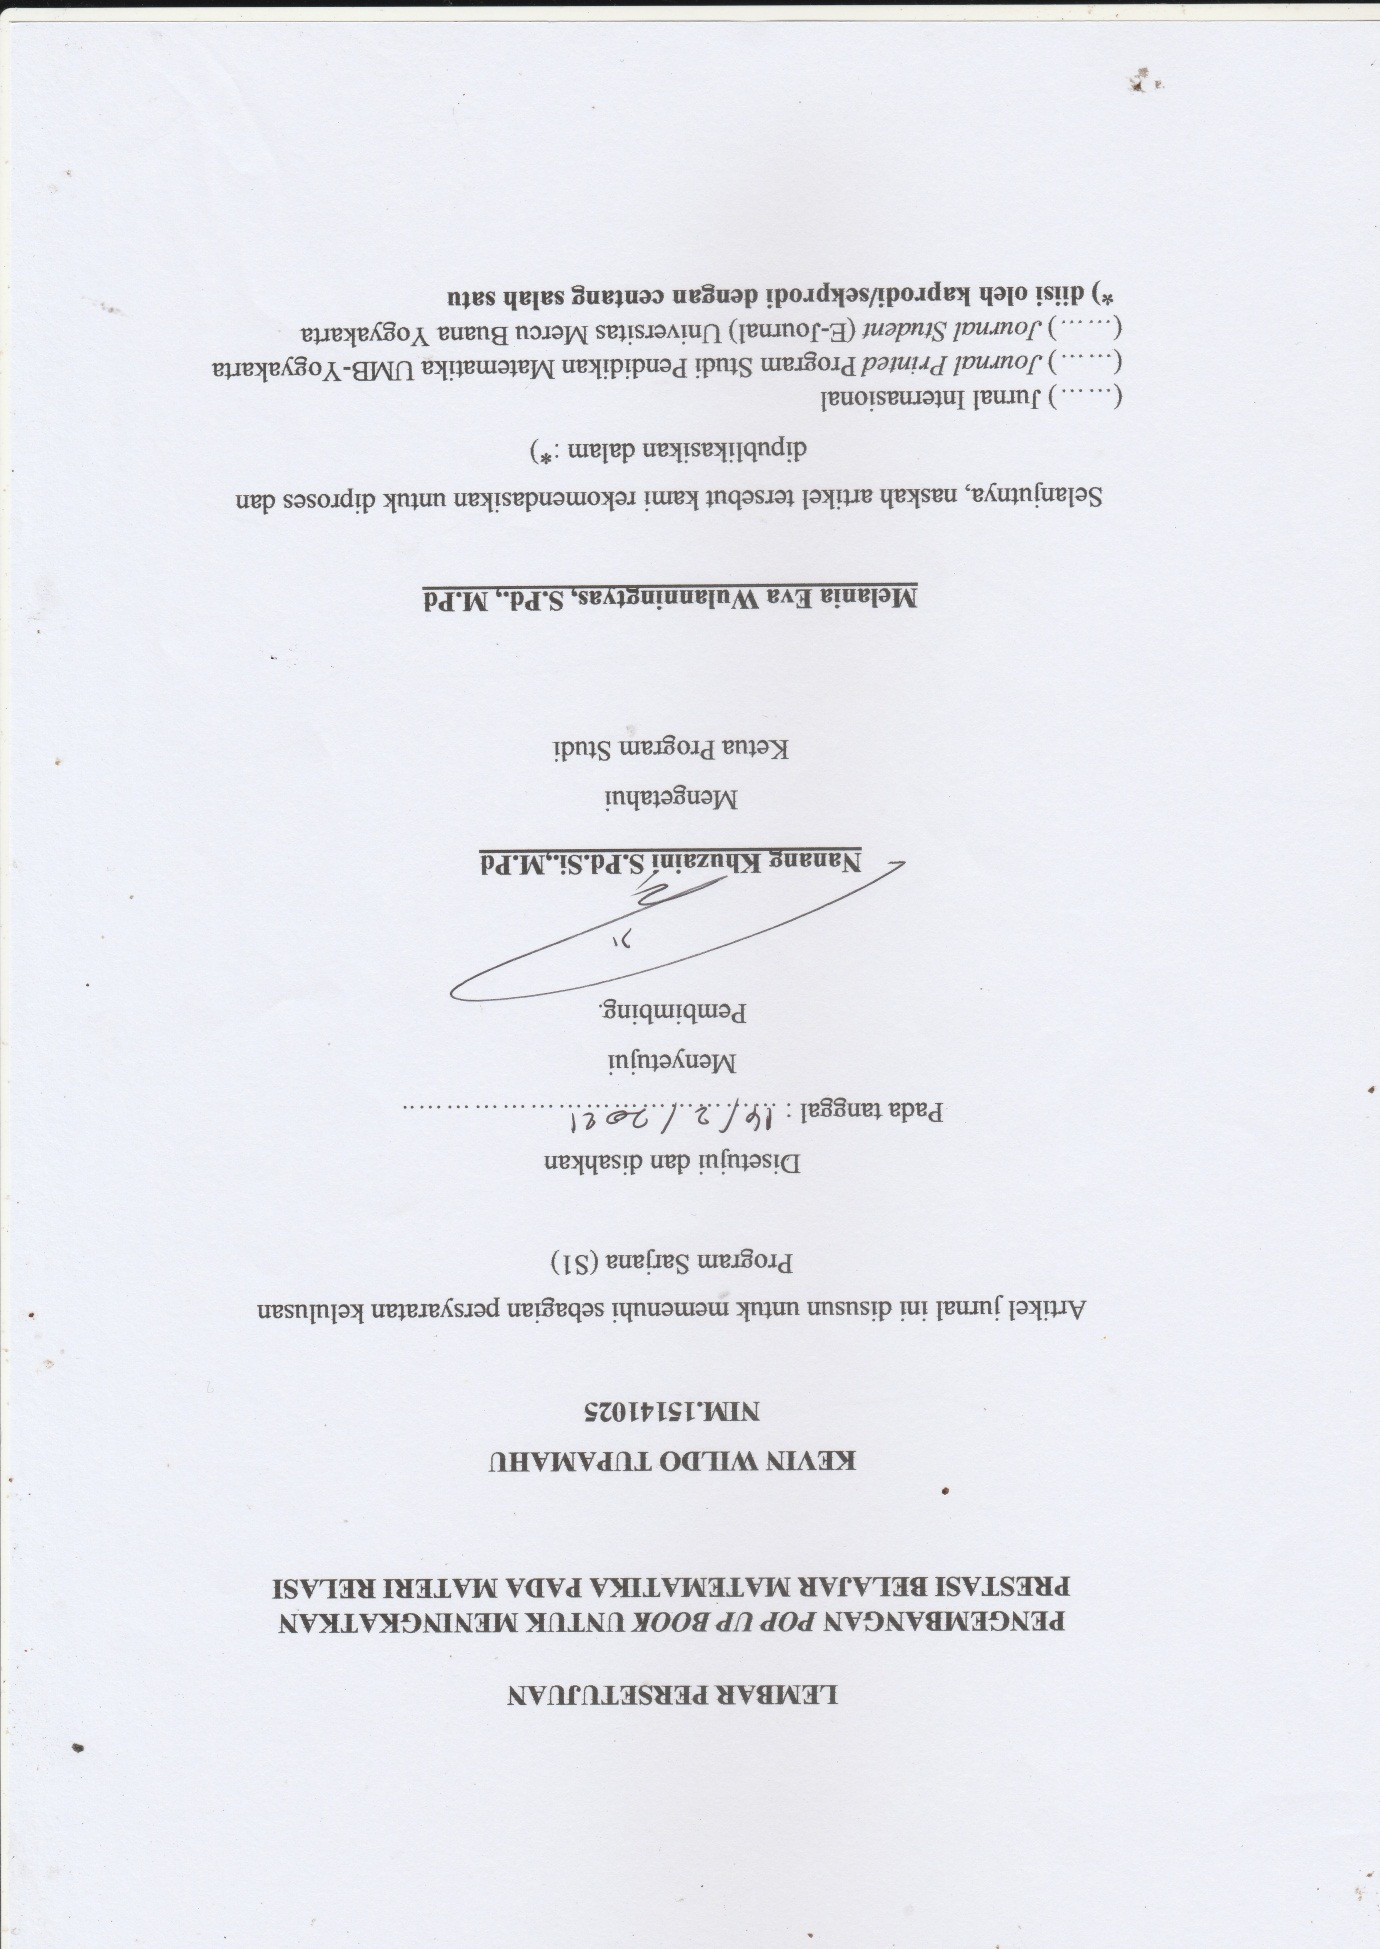 LEMBAR PERSETUJUAN
PENGEMBANGAN POP UP BOOK UNTUK MENINGKATKAN
PRESTASI BELAJAR MATEMATIKA PADA MATERI RELASI
KEVIN WILDO TUPAMAHU
NIM.15141025
Artikel jurnal ini disusun untuk memenuhi sebagian persyaratan kelulusan
Program Sarjana (S1)
Disetujui dan disahkan
Pada tanggal : 14/2/2021
Menyetujui
Pembimbing.
Nanang Khuzaini S.Pd.Si.,M.Pd
Mengetahui
Ketua Program Studi
Melania Eva Wulanningtyas, S.Pd., M.Pd
Selanjutnya, naskah artikel tersebut kami rekomendasikan untuk diproses dan
dipublikasikan dalam :*)
(……) Jurnal Internasional
(……) Journal Printed Program Studi Pendidikan Matematika UMB-Yogyakarta
(……) Journal Student (E-Journal) Universitas Mercu Buana Yogyakarta
*) diisi oleh kaprodi/sekprodi dengan centang salah satu